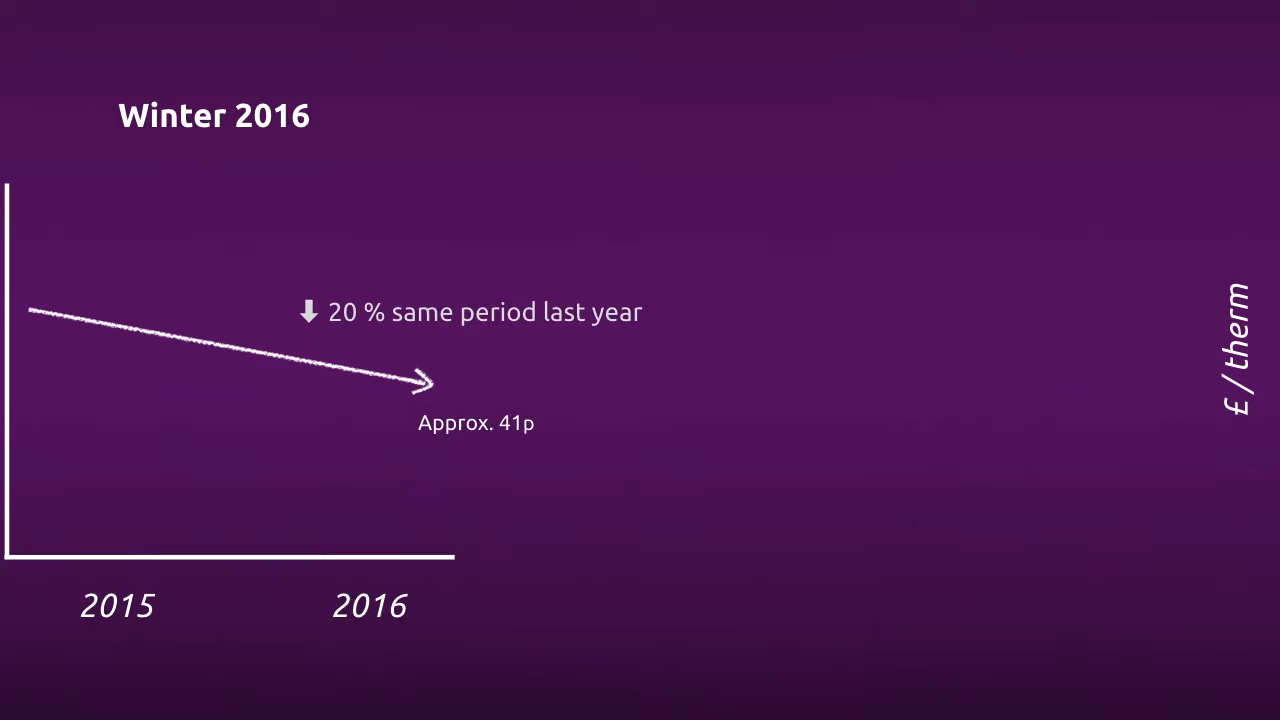 Winter 2016
⬇ 20 % same period last year
Approx. 41p
£ / therm
2015 2016